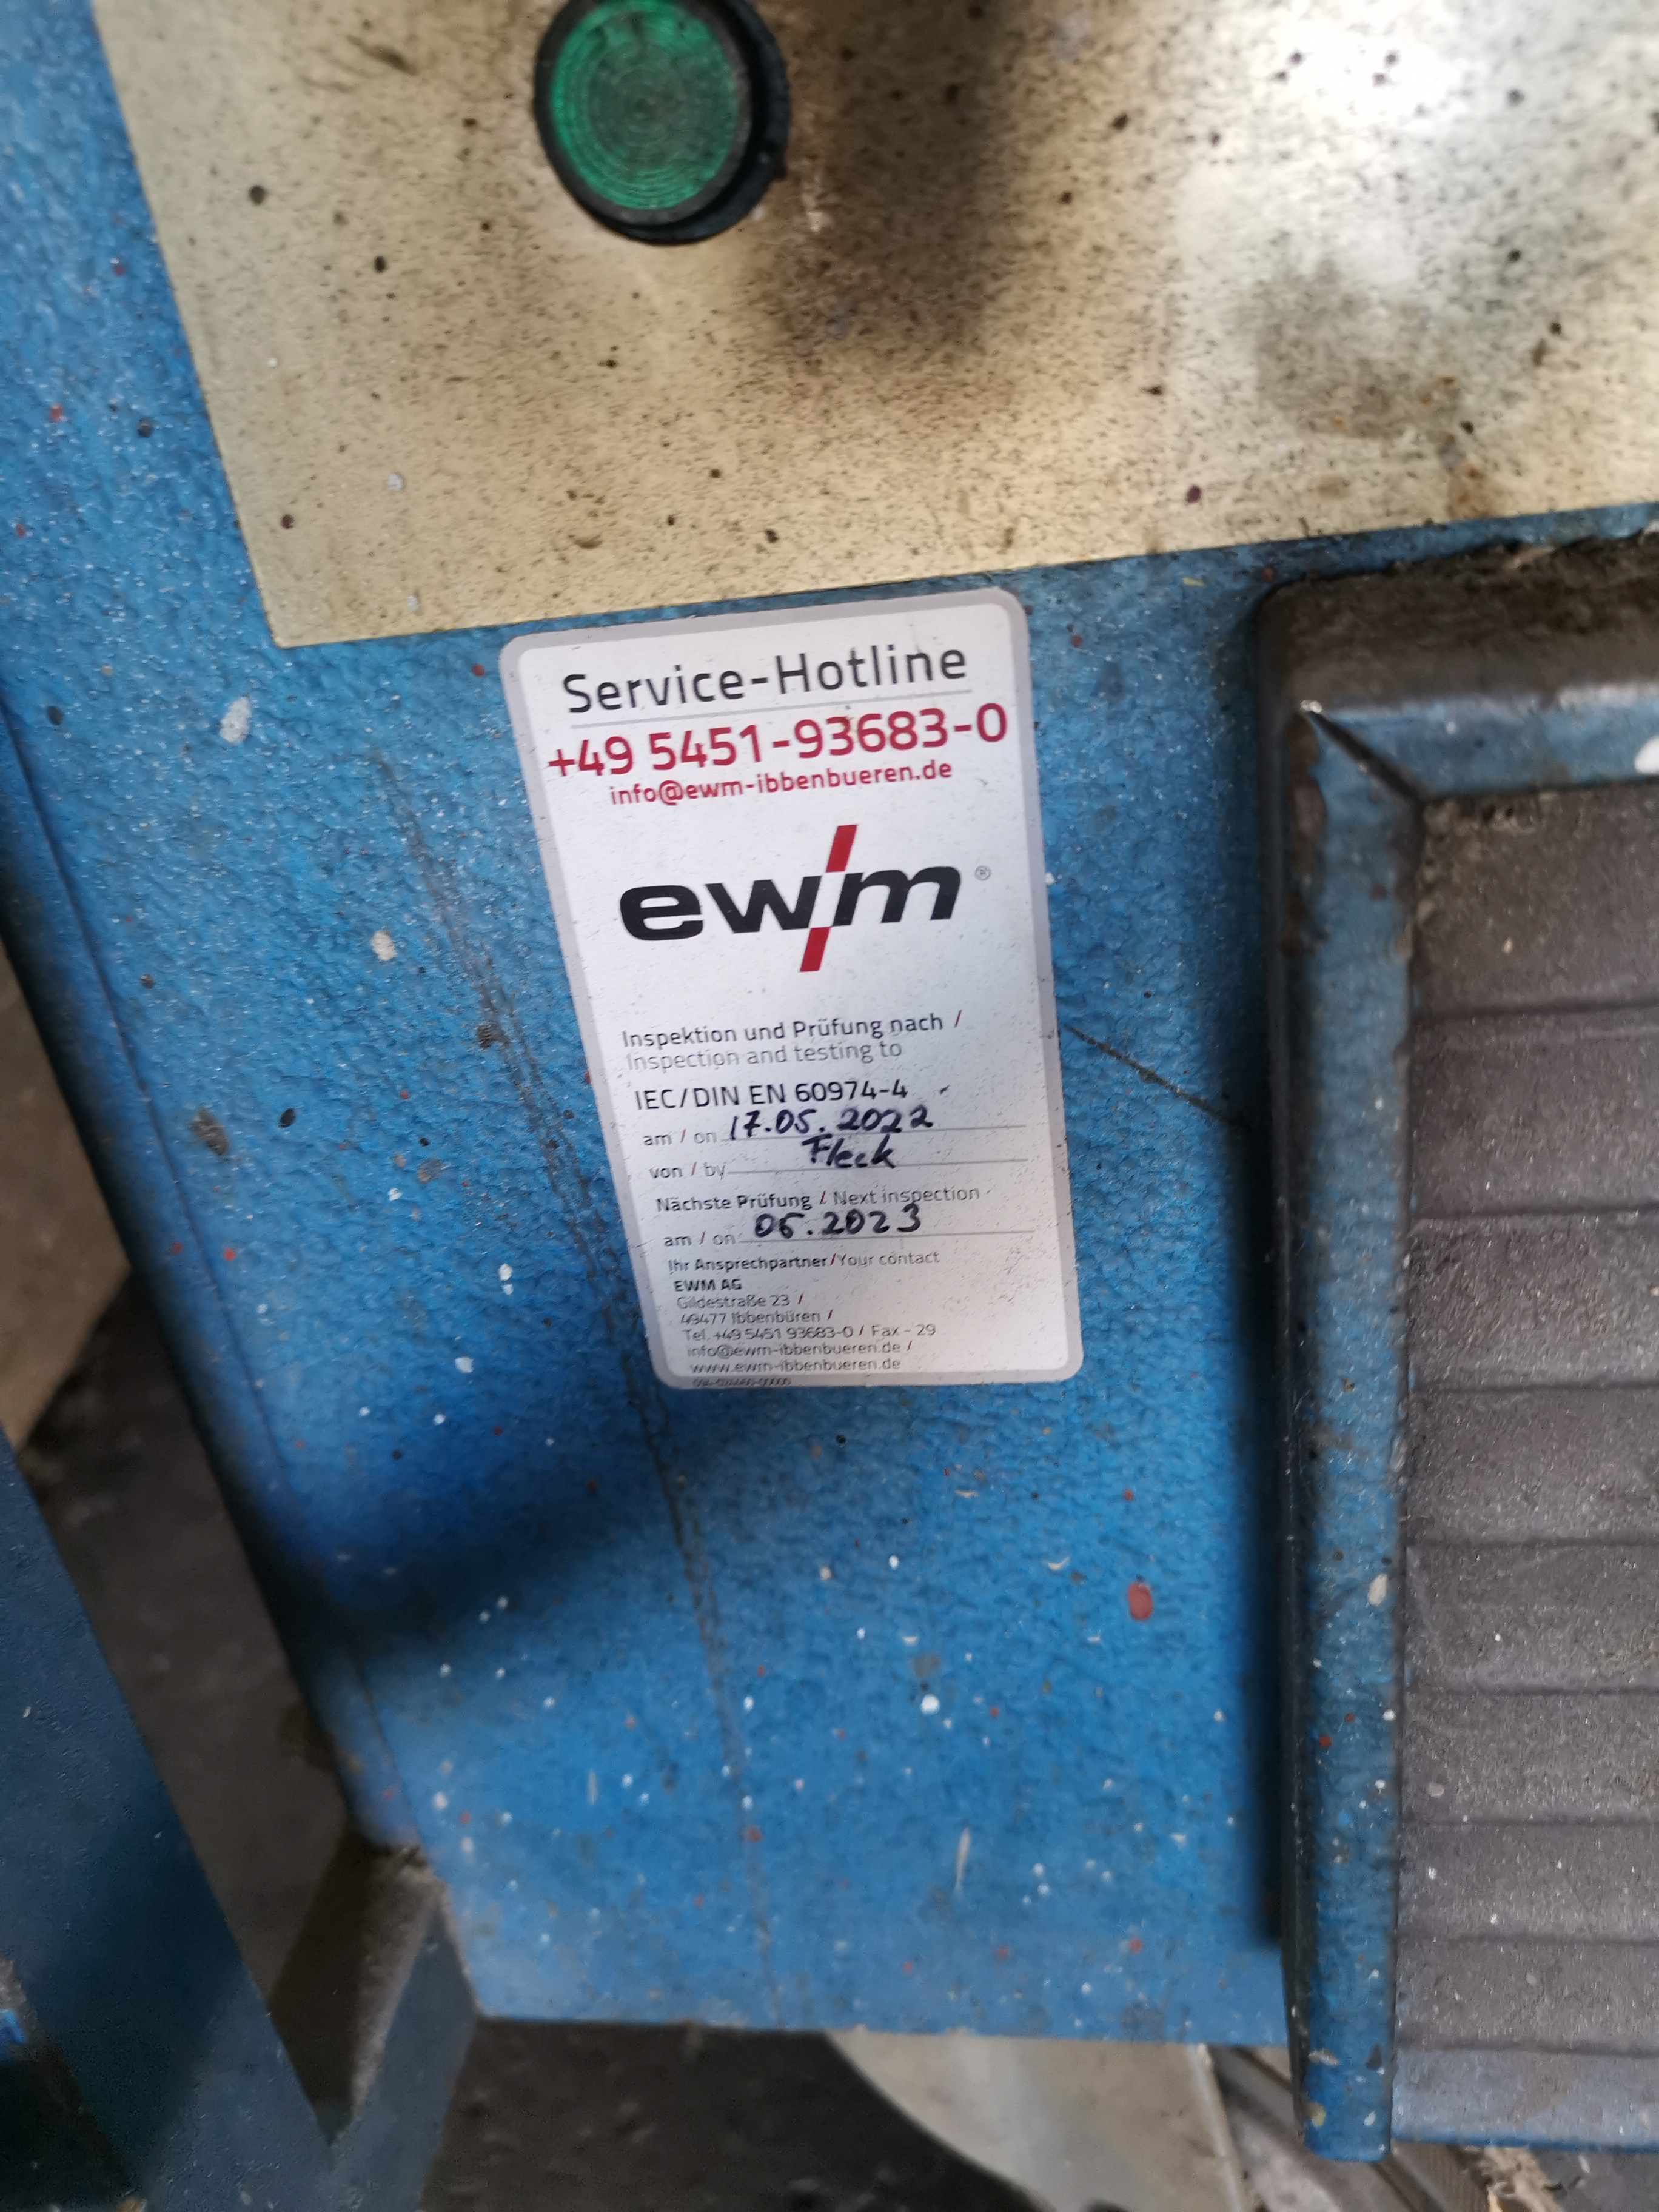 Service-Hotline
+49 5451-93683-0
info@ewm-ibbenbueren.de
ewm®
Inspektion und Prüfung nach /
Inspection and testing to
IEC/DIN EN 60974-4
am / on 17.05.2022
von / by Fleck
Nächste Prüfung / Next inspection
am / on 05.2023
Ihr Ansprechpartner/Your contact
EWM AG
Gildestraße 23 /
49477 Ibbenbüren /
Tel. +49 5451 93683-0 / Fax - 29
info@ewm-ibbenbueren.de /
www.ewm-ibbenbueren.de